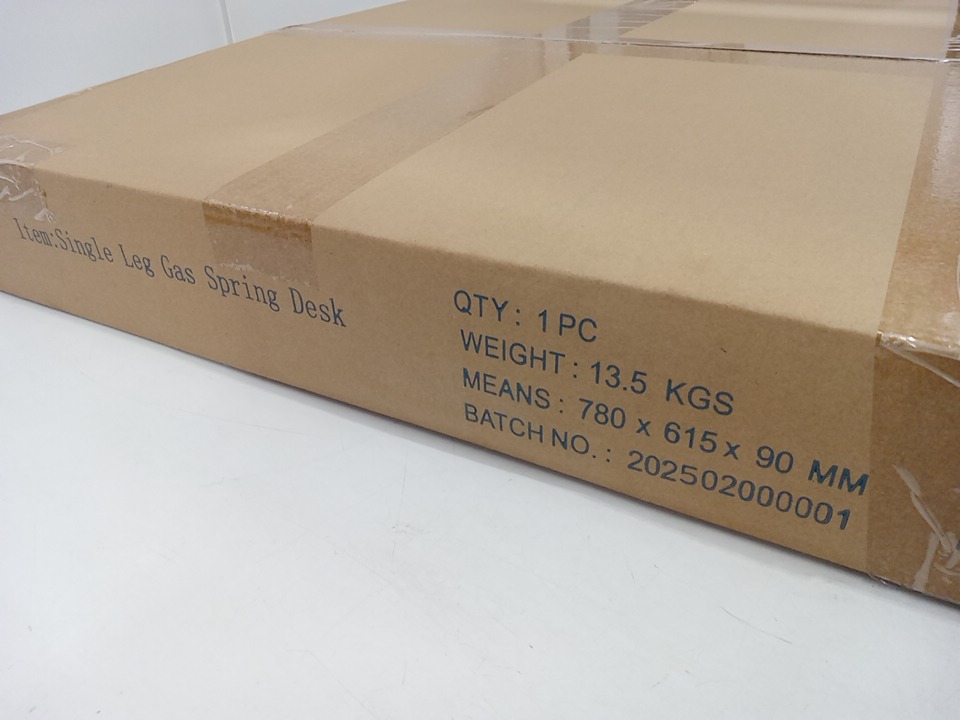 Item:Single Leg Gas Spring Desk
QTY: 1PC
WEIGHT: 13.5 KGS
MEANS: 780 x 615 x 90 MM
BATCH NO.: 202502000001